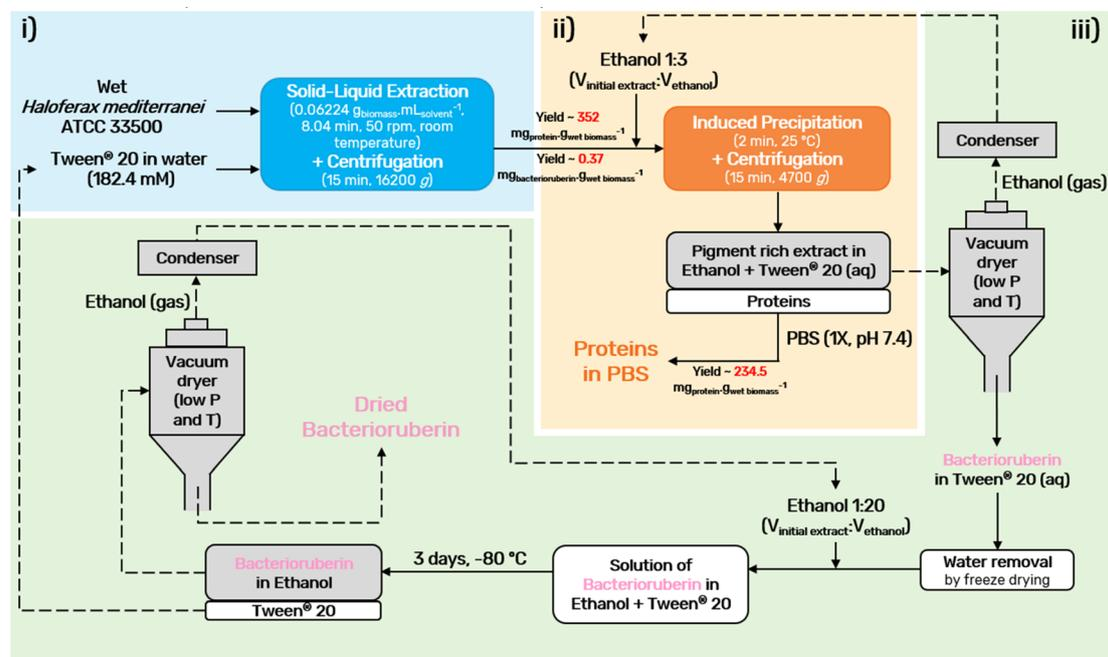 i)
Wet
Haloferax mediterranei
ATCC 33500
Tween® 20 in water
(182.4 mM)
Solid-Liquid Extraction
(0.06224 gbiomass.mLsolvent-1,
8.04 min, 50 rpm, room
temperature)
+ Centrifugation
(15 min, 16200 g)
Yield ~ 352
mgprotein.gwet biomass-1
Yield ~ 0.37
mgbacterioruberin.gwet biomass-1
ii)
Ethanol 1:3
(Vinitial extract:Vethanol)
Induced Precipitation
(2 min, 25 °C)
+ Centrifugation
(15 min, 4700 g)
Pigment rich extract in
Ethanol + Tween® 20 (aq)
Proteins
PBS (1X, pH 7.4)
Proteins
in PBS
Yield ~ 234.5
mgprotein.gwet biomass-1
iii)
Condenser
Ethanol (gas)
Vacuum
dryer
(low P
and T)
Bacterioruberin
in Tween® 20 (aq)
Water removal
by freeze drying
Ethanol 1:20
(Vinitial extract:Vethanol)
Solution of
Bacterioruberin in
Ethanol + Tween® 20
3 days, -80 °C
Bacterioruberin
in Ethanol
Tween® 20
Condenser
Ethanol (gas)
Vacuum
dryer
(low P
and T)
Dried
Bacterioruberin